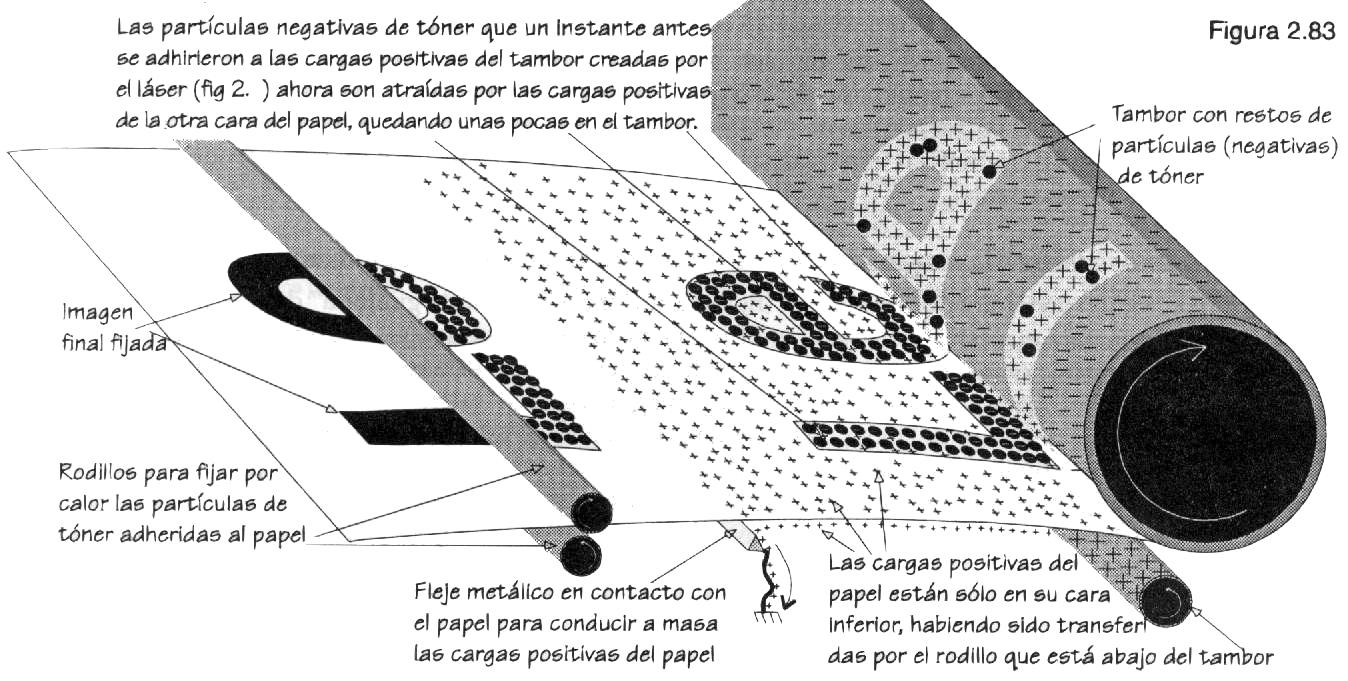 Las partículas negativas de tóner que un instante antes
se adhirieron a las cargas positivas del tambor creadas por
el láser (fig 2. ) ahora son atraídas por las cargas positivas
de la otra cara del papel, quedando unas pocas en el tambor.
Figura 2.83
Tambor con restos de
partículas (negativas)
de tóner
Imagen
final fijada
Rodillos para fijar por
calor las partículas de
tóner adheridas al papel
Fleje metálico en contacto con
el papel para conducir a masa
las cargas positivas del papel
Las cargas positivas del
papel están sólo en su cara
inferior, habiendo sido transferi
das por el rodillo que está abajo del tambor